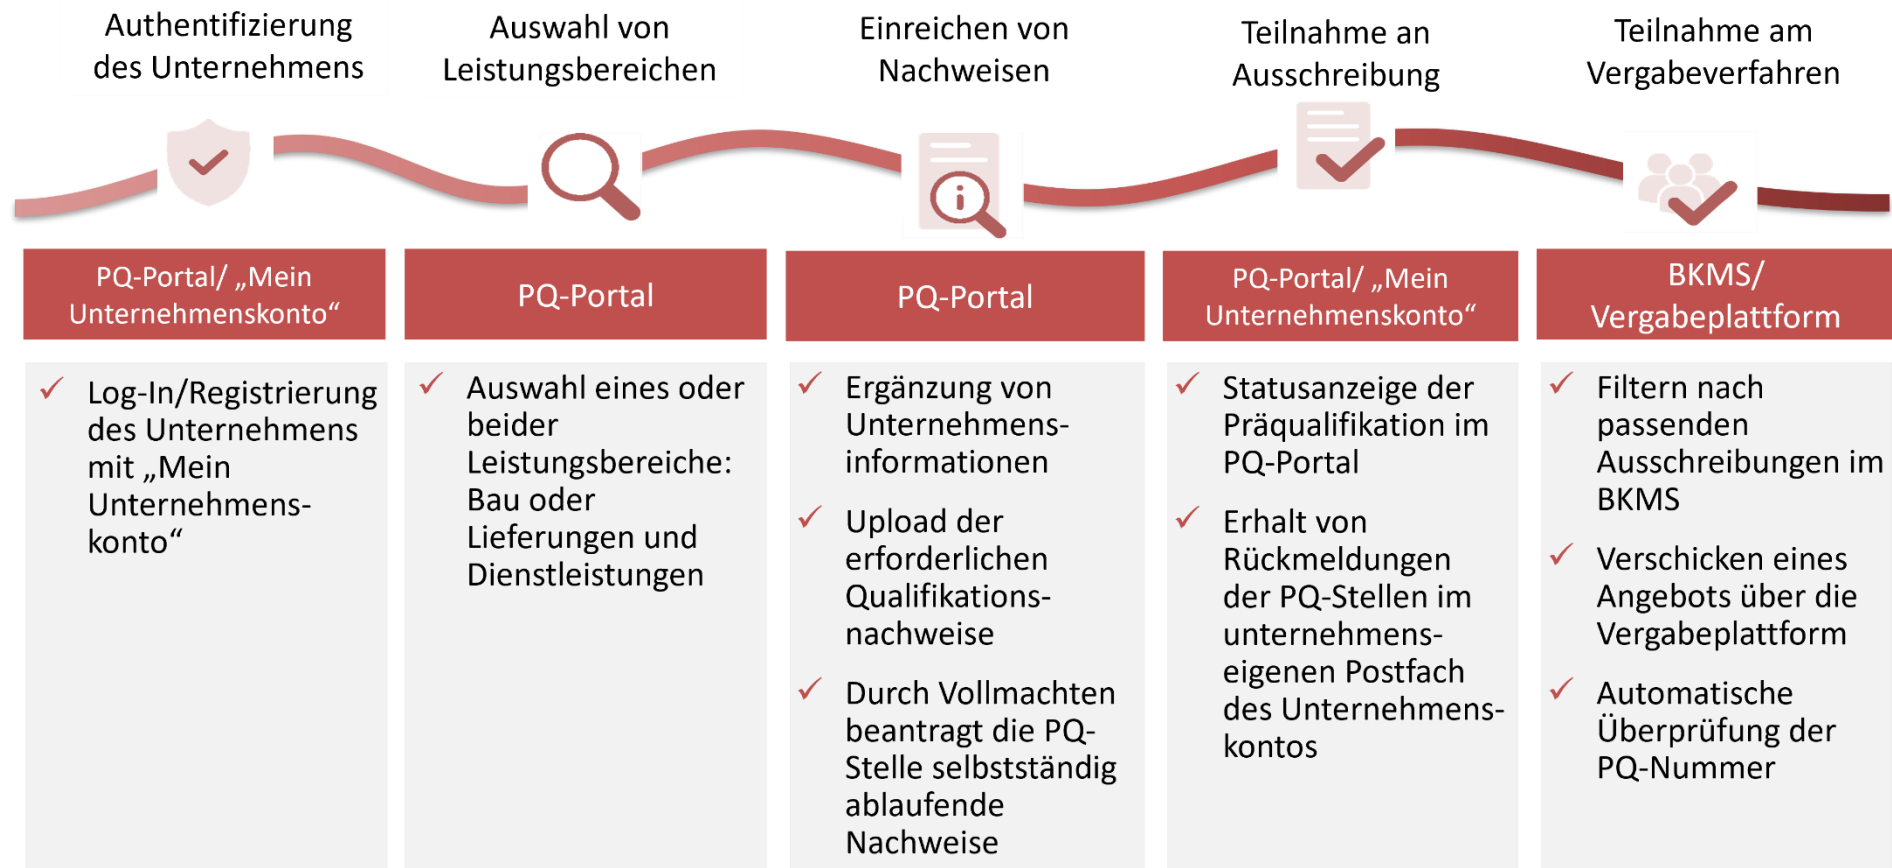 Authentifizierung
des Unternehmens
Auswahl von
Leistungsbereichen
Einreichen von
Nachweisen
Teilnahme an
Ausschreibung
Teilnahme am
Vergabeverfahren
PQ-Portal/ „Mein
Unternehmenskonto“
PQ-Portal
PQ-Portal
PQ-Portal/ „Mein
Unternehmenskonto“
BKMS/
Vergabeplattform
Log-In/Registrierung
des Unternehmens
mit „Mein
Unternehmens-
konto“
Auswahl eines oder
beider
Leistungsbereiche:
Bau oder
Lieferungen und
Dienstleistungen
Ergänzung von
Unternehmens-
informationen
Upload der
erforderlichen
Qualifikations-
nachweise
Durch Vollmachten
beantragt die PQ-
Stelle selbstständig
ablaufende
Nachweise
Statusanzeige der
Präqualifikation im
PQ-Portal
Erhalt von
Rückmeldungen
der PQ-Stellen im
unternehmens-
eigenen Postfach
des Unternehmens-
kontos
Filtern nach
passenden
Ausschreibungen im
BKMS
Verschicken eines
Angebots über die
Vergabeplattform
Automatische
Überprüfung der
PQ-Nummer